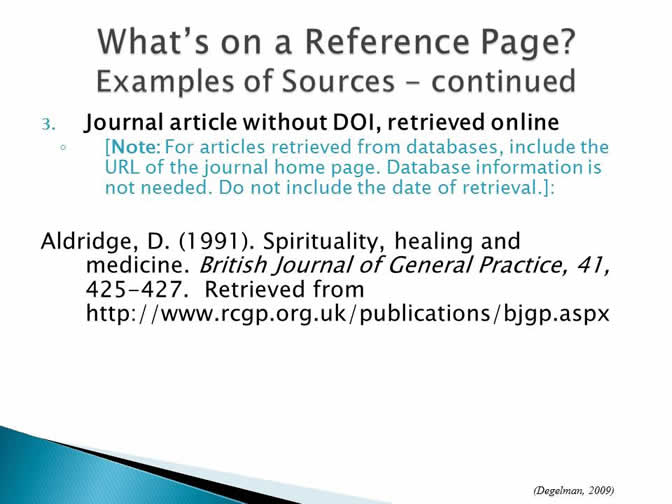 What's on a Reference Page?
Examples of Sources – continued
3. Journal article without DOI, retrieved online
◦ [Note: For articles retrieved from databases, include the
URL of the journal home page. Database information is
not needed. Do not include the date of retrieval.]:
Aldridge, D. (1991). Spirituality, healing and
medicine. British Journal of General Practice, 41,
425-427. Retrieved from
http://www.rcgp.org.uk/publications/bjgp.aspx
(Degelman, 2009)